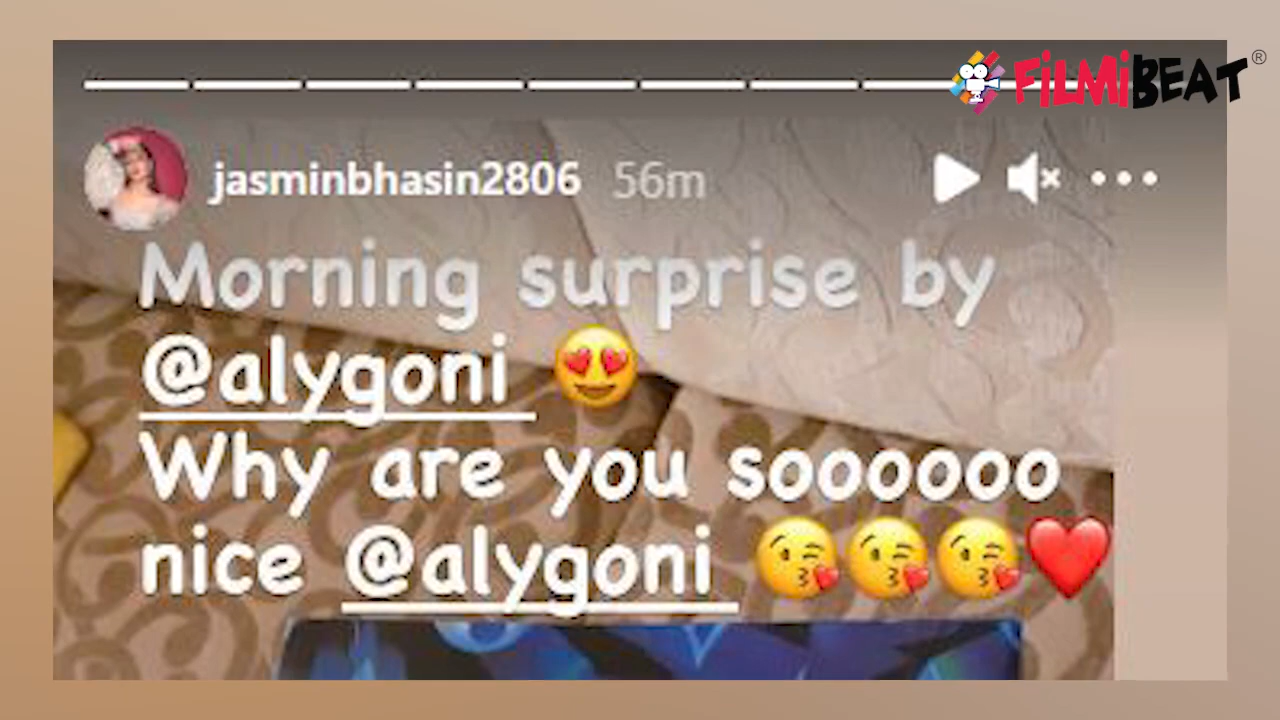 FiLMiBEAT®
jasminbhasin2806 56m
Morning surprise by
@alygoni 😍
Why are you soooooo
nice @alygoni 😘😘😘❤️